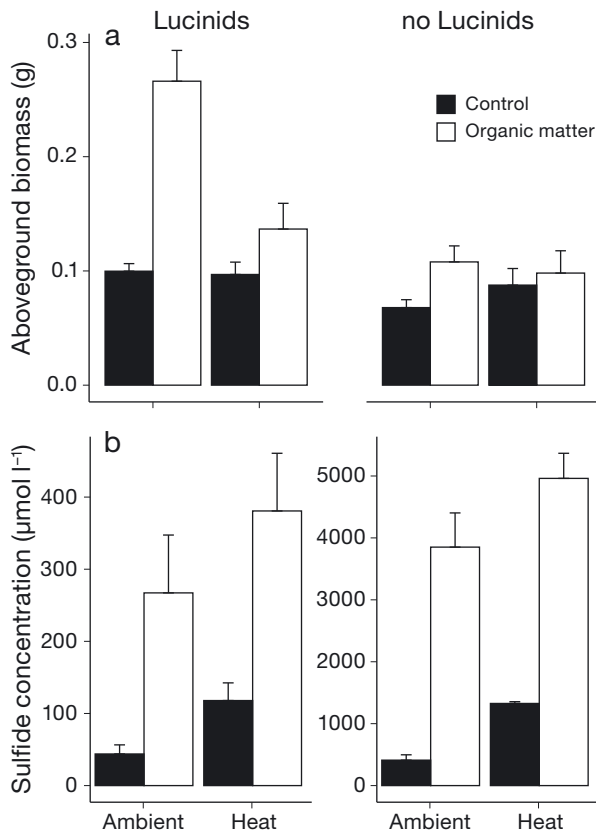 Lucinids
no Lucinids
a
Aboveground biomass (g)
0.3
0.2
0.1
0.0
Control
Organic matter
b
Sulfide concentration (µmol l⁻¹)
400
300
200
100
0
5000
4000
3000
2000
1000
0
Ambient
Heat
Ambient
Heat